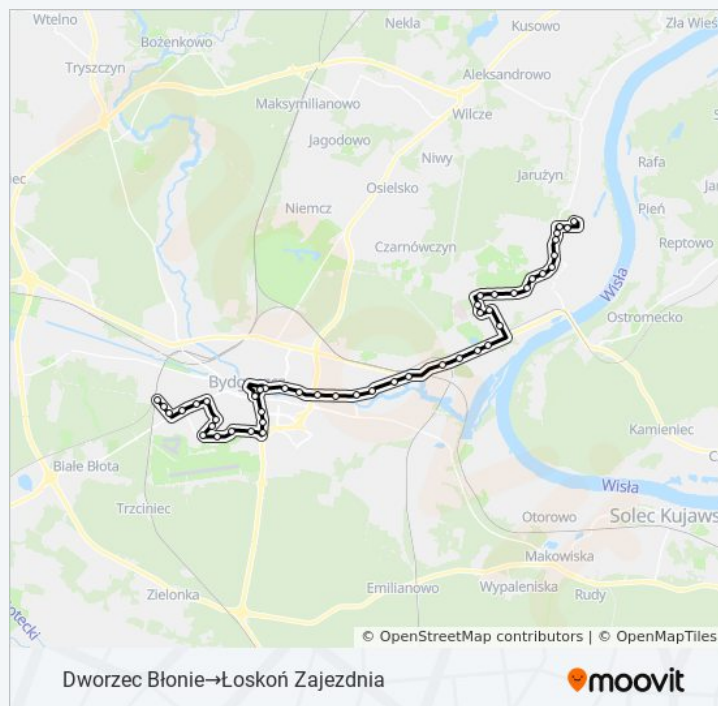 Wtelno
Nekla
Kusowo
Zła Wieś
Bożenkowo
Tryszczyn
Aleksandrowo
Maksymilianowo
Wilcze
Jagodowo
Niwy
Jarużyn
Rafa
Osielsko
Pień
Niemcz
Reptowo
Czarnówczyn
Wisła
Ostromecko
Kamieniec
Białe Błota
Wisła
Trzciniec
Otorowo
Solec Kujaws
Makowiska
Emilianowo
Wypaleniska
Rudy
Zielonka
© OpenStreetMap contributors | © OpenMapTiles
Dworzec Błonie→Łoskoń Zajezdnia
moovit